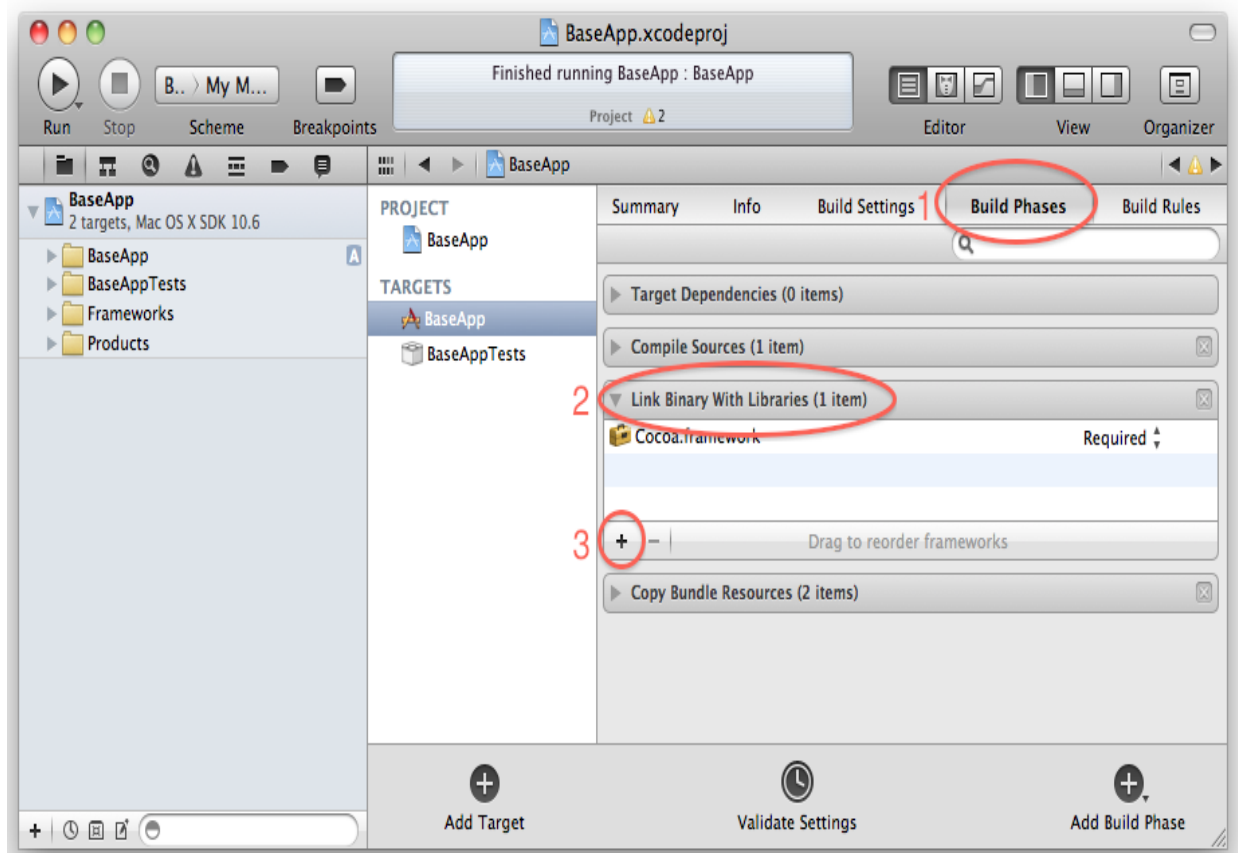 BaseApp.xcodeproj
Finished running BaseApp : BaseApp
B.. 〉 My M...
Project 2
Run Stop Scheme Breakpoints Editor View Organizer
BaseApp
BaseApp
2 targets, Mac OS X SDK 10.6
BaseApp A
BaseAppTests
Frameworks
Products
PROJECT
BaseApp
TARGETS
BaseApp
BaseAppTests
Summary Info Build Settings 1 Build Phases Build Rules
Target Dependencies (0 items)
Compile Sources (1 item)
2 Link Binary With Libraries (1 item)
Cocoa.framework Required
3 + − Drag to reorder frameworks
Copy Bundle Resources (2 items)
Add Target Validate Settings Add Build Phase